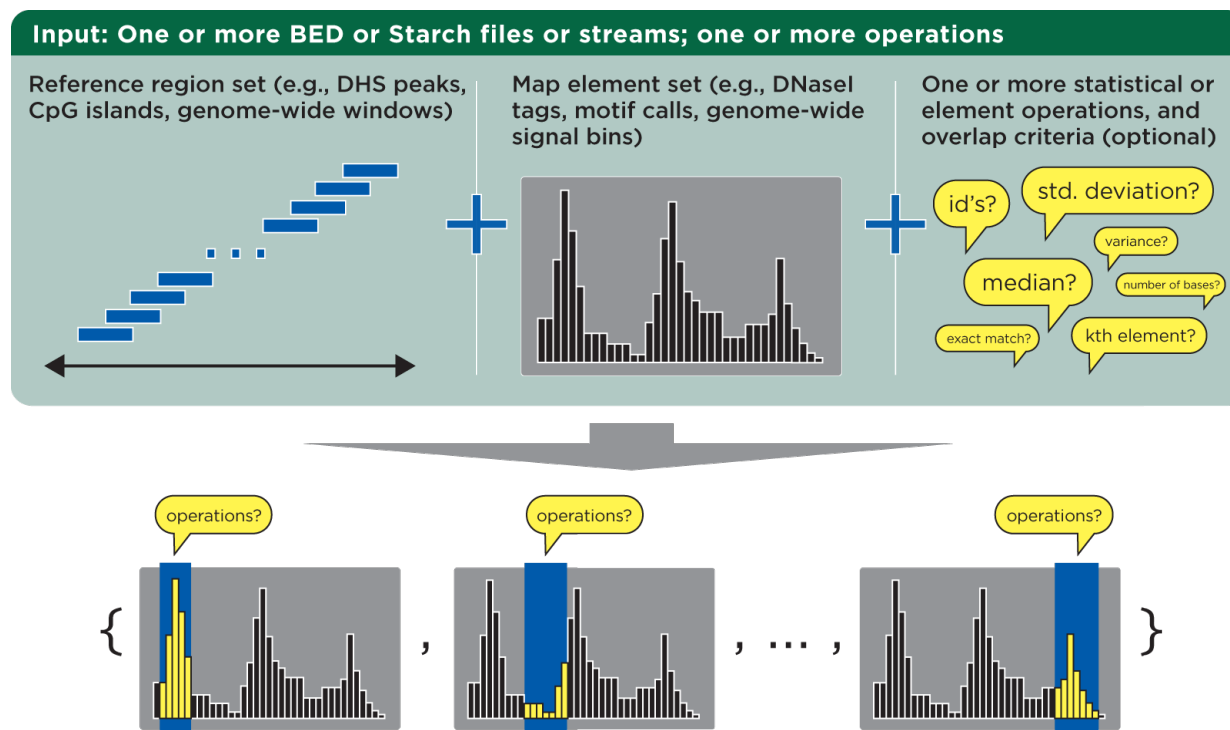 Input: One or more BED or Starch files or streams; one or more operations
Reference region set (e.g., DHS peaks,
CpG islands, genome-wide windows)
Map element set (e.g., DNaseI
tags, motif calls, genome-wide
signal bins)
One or more statistical or
element operations, and
overlap criteria (optional)
id's?
std. deviation?
variance?
median?
number of bases?
exact match?
kth element?
operations?
operations?
operations?
{ , , ... , }